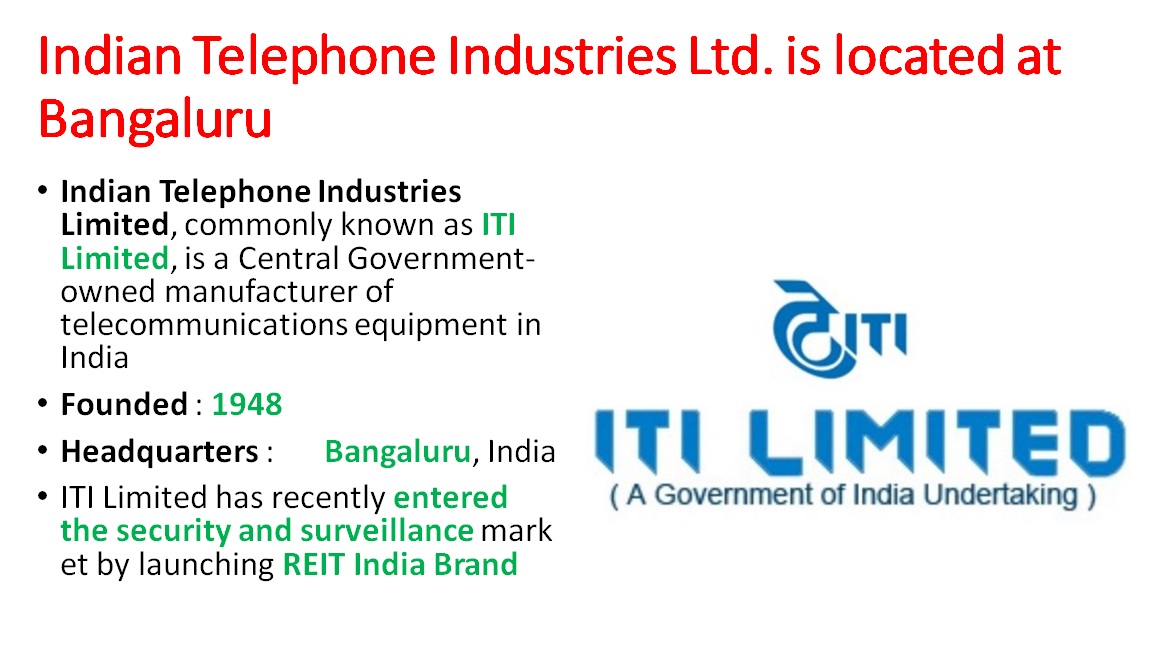 Indian Telephone Industries Ltd. is located at
Bangaluru
• Indian Telephone Industries
Limited, commonly known as ITI
Limited, is a Central Government-
owned manufacturer of
telecommunications equipment in
India
• Founded : 1948
• Headquarters : Bangaluru, India
• ITI Limited has recently entered
the security and surveillance mark
et by launching REIT India Brand
ITI
ITI LIMITED
( A Government of India Undertaking )